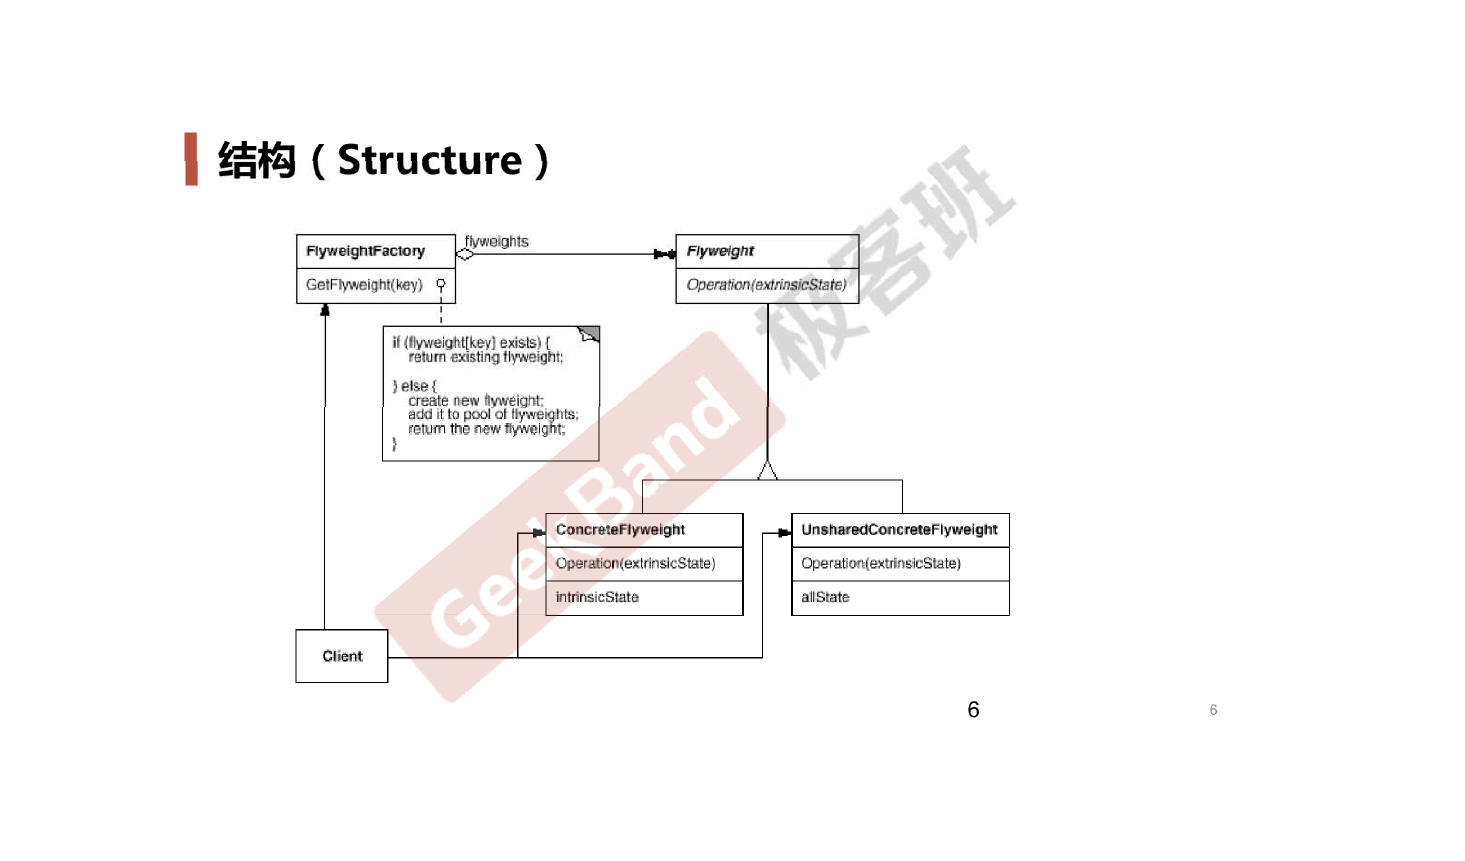 结构（Structure）
FlyweightFactory
GetFlyweight(key)
flyweights
Flyweight
Operation(extrinsicState)
if (flyweight[key] exists) {
return existing flyweight;
} else {
create new flyweight;
add it to pool of flyweights;
return the new flyweight;
}
ConcreteFlyweight
Operation(extrinsicState)
intrinsicState
UnsharedConcreteFlyweight
Operation(extrinsicState)
allState
Client
GeekBand
极客班
6
6